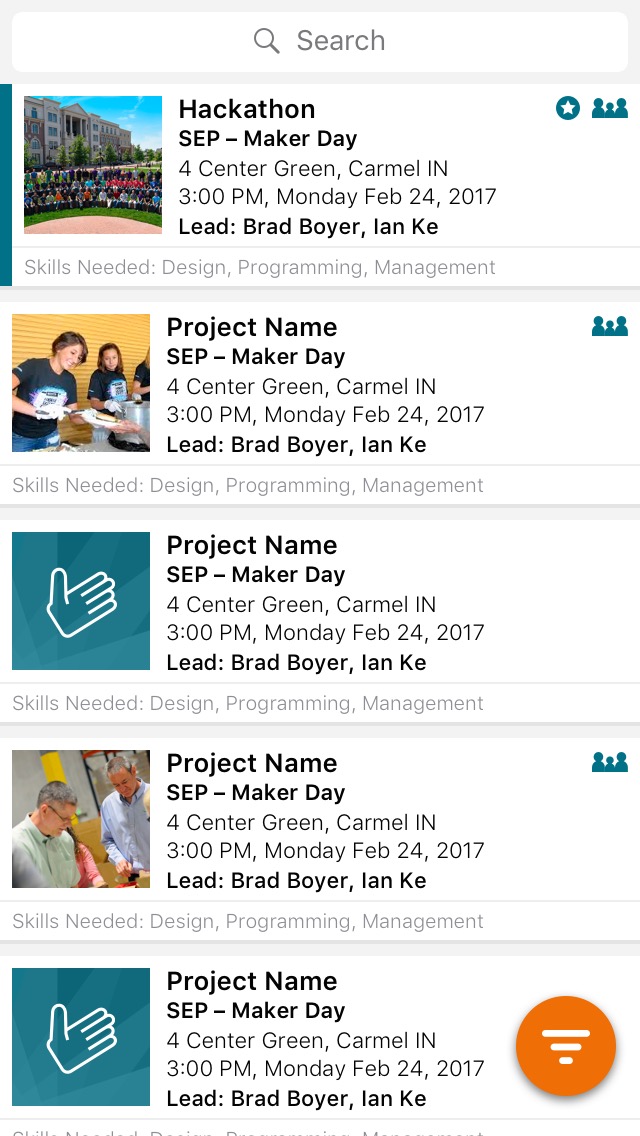 Search
Hackathon
SEP – Maker Day
4 Center Green, Carmel IN
3:00 PM, Monday Feb 24, 2017
Lead: Brad Boyer, Ian Ke
Skills Needed: Design, Programming, Management
Project Name
SEP – Maker Day
4 Center Green, Carmel IN
3:00 PM, Monday Feb 24, 2017
Lead: Brad Boyer, Ian Ke
Skills Needed: Design, Programming, Management
Project Name
SEP – Maker Day
4 Center Green, Carmel IN
3:00 PM, Monday Feb 24, 2017
Lead: Brad Boyer, Ian Ke
Skills Needed: Design, Programming, Management
Project Name
SEP – Maker Day
4 Center Green, Carmel IN
3:00 PM, Monday Feb 24, 2017
Lead: Brad Boyer, Ian Ke
Skills Needed: Design, Programming, Management
Project Name
SEP – Maker Day
4 Center Green, Carmel IN
3:00 PM, Monday Feb 24, 2017
Lead: Brad Boyer, Ian Ke